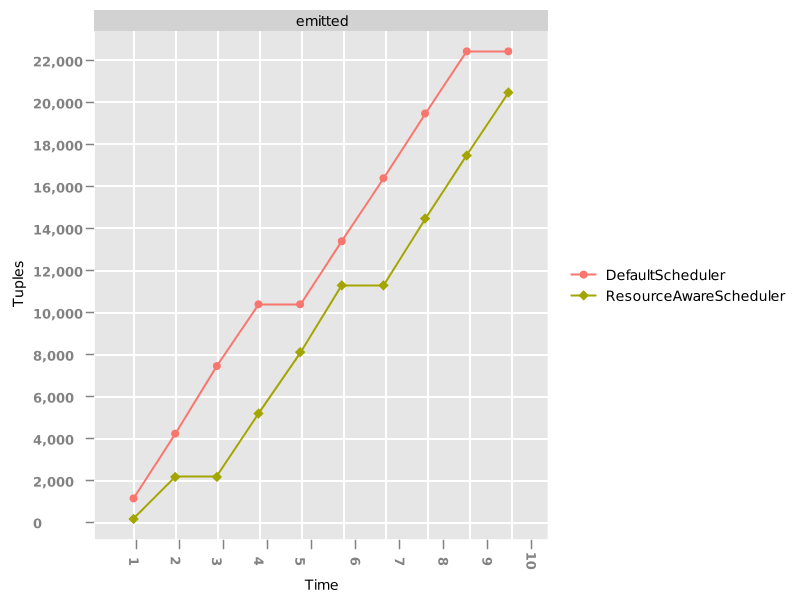 emitted
22,000
20,000
18,000
16,000
14,000
12,000
10,000
8,000
6,000
4,000
2,000
0
Tuples
1 2 3 4 5 6 7 8 9 10
Time
DefaultScheduler
ResourceAwareScheduler